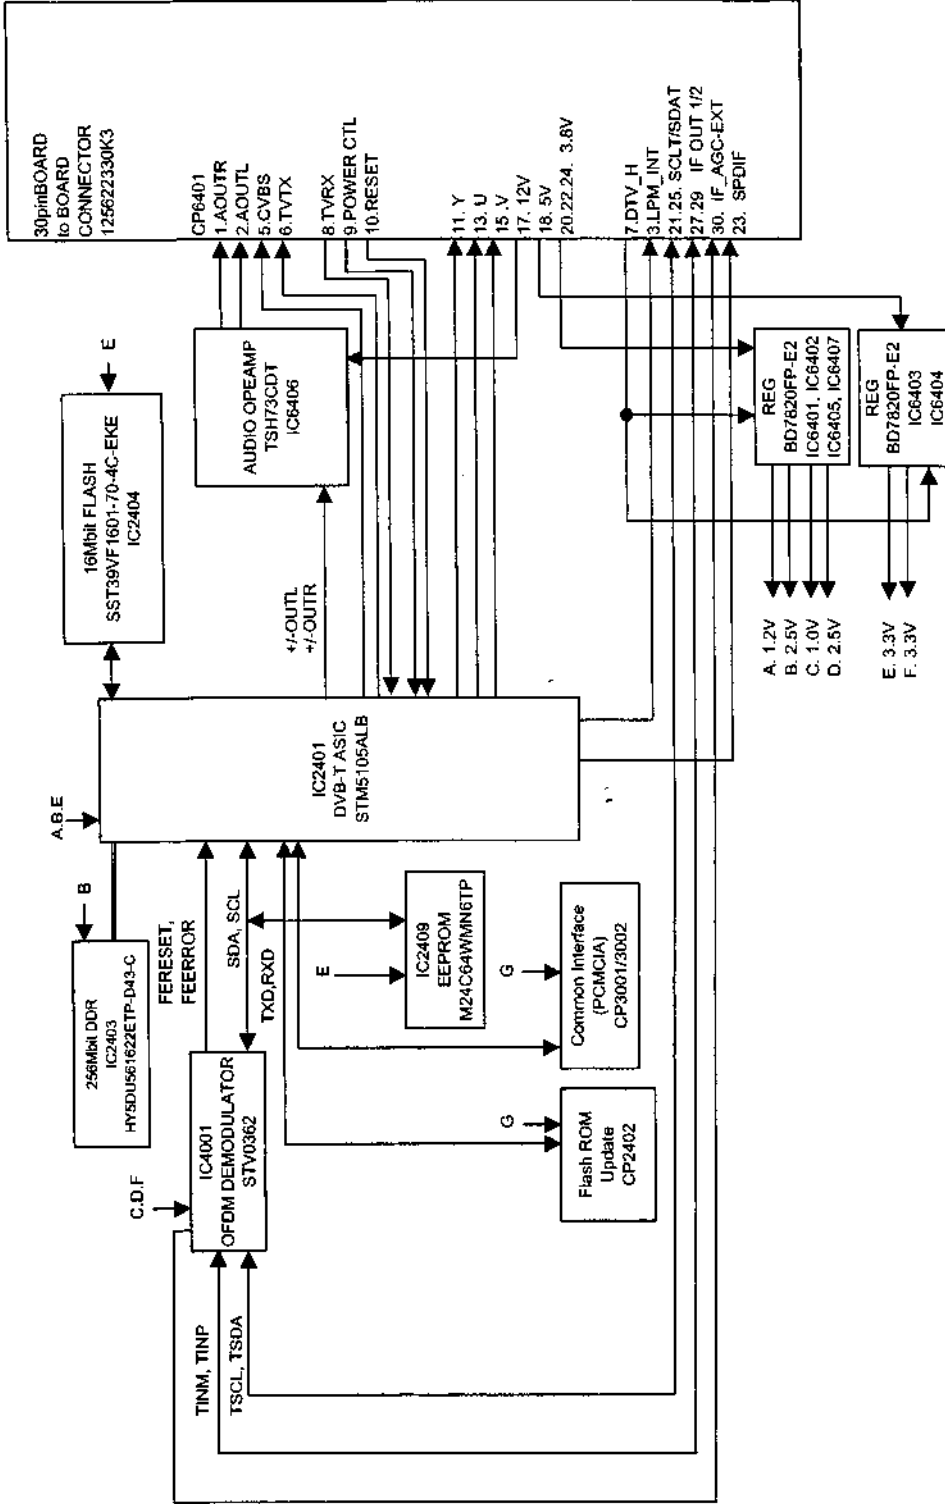 30pinBOARD
to BOARD
CONNECTOR
125622330K3
CP6401
1.AOUTR
2.AOUTL
5.CVBS
6.TVTX
8.TVRX
9.POWER CTL
10.RESET
11. Y
13. U
15 .V
17. 12V
18. 5V
20.22.24. 3.8V
7.DTV_H
3.LPM_INT
21.25. SCLT/SDAT
27.29 IF OUT 1/2
30. IF_AGC-EXT
23. SPDIF
E
16Mbit FLASH
SST39VF1601-70-4C-EKE
IC2404
AUDIO OPEAMP
TSH73CDT
IC6406
+/-OUTL
+/-OUTR
REG
BD7820FP-E2
IC6401, IC6402
IC6405, IC6407
REG
BD7820FP-E2
IC6403
IC6404
A. 1.2V
B. 2.5V
C. 1.0V
D. 2.5V
E. 3.3V
F. 3.3V
A.B.E
IC2401
DVB-T ASIC
STM5105ALB
B
256Mbit DDR
IC2403
HY5DU561622ETP-D43-C
FERESET,
FEERROR
SDA, SCL
TXD,RXD
E
IC2409
EEPROM
M24C64WMN6TP
G
Common Interface
(PCMCIA)
CP3001/3002
C.D.F
IC4001
OFDM DEMODULATOR
STV0362
G
Flash ROM
Update
CP2402
TINM, TINP
TSCL, TSDA